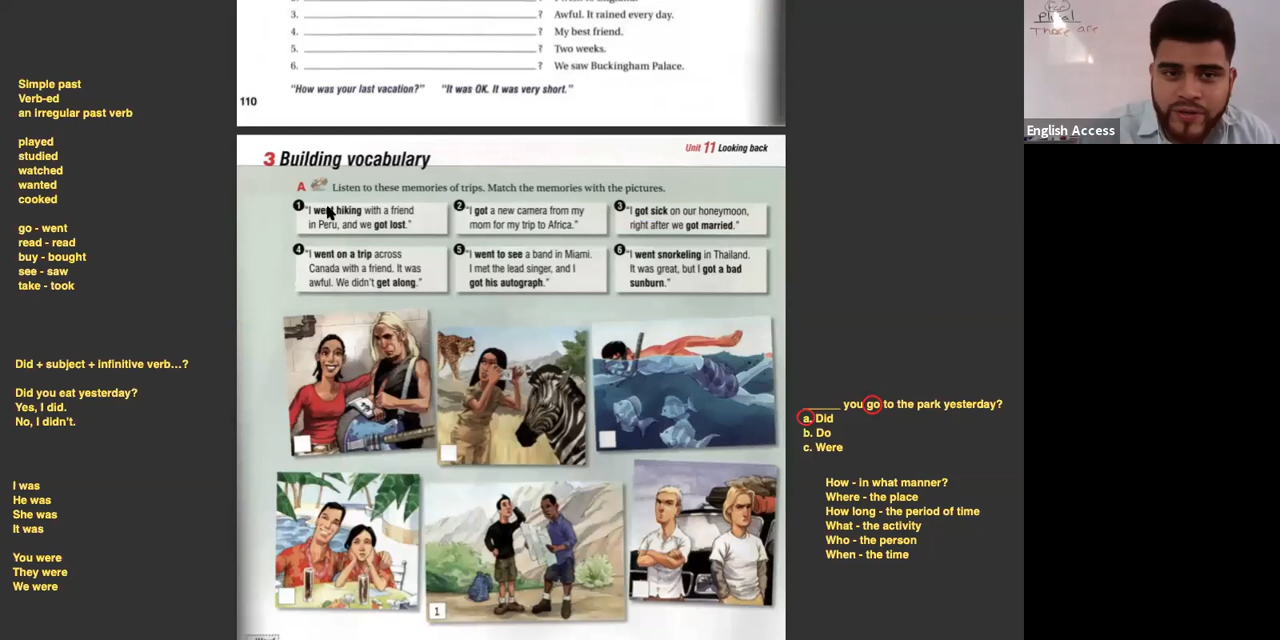 3. ? Awful. It rained every day.
4. ? My best friend.
5. ? Two weeks.
6. ? We saw Buckingham Palace.
"How was your last vacation?" "It was OK. It was very short."
110
Simple past
Verb-ed
an irregular past verb
played
studied
watched
wanted
cooked
go - went
read - read
buy - bought
see - saw
take - took
Did + subject + infinitive verb...?
Did you eat yesterday?
Yes, I did.
No, I didn't.
I was
He was
She was
It was
You were
They were
We were
Unit 11 Looking back
3 Building vocabulary
A Listen to these memories of trips. Match the memories with the pictures.
1 "I went hiking with a friend
in Peru, and we got lost."
2 "I got a new camera from my
mom for my trip to Africa."
3 "I got sick on our honeymoon,
right after we got married."
4 "I went on a trip across
Canada with a friend. It was
awful. We didn't get along."
5 "I went to see a band in Miami.
I met the lead singer, and I
got his autograph."
6 "I went snorkeling in Thailand.
It was great, but I got a bad
sunburn."
1
______ you go to the park yesterday?
a. Did
b. Do
c. Were
How - in what manner?
Where - the place
How long - the period of time
What - the activity
Who - the person
When - the time
Those are
English Access